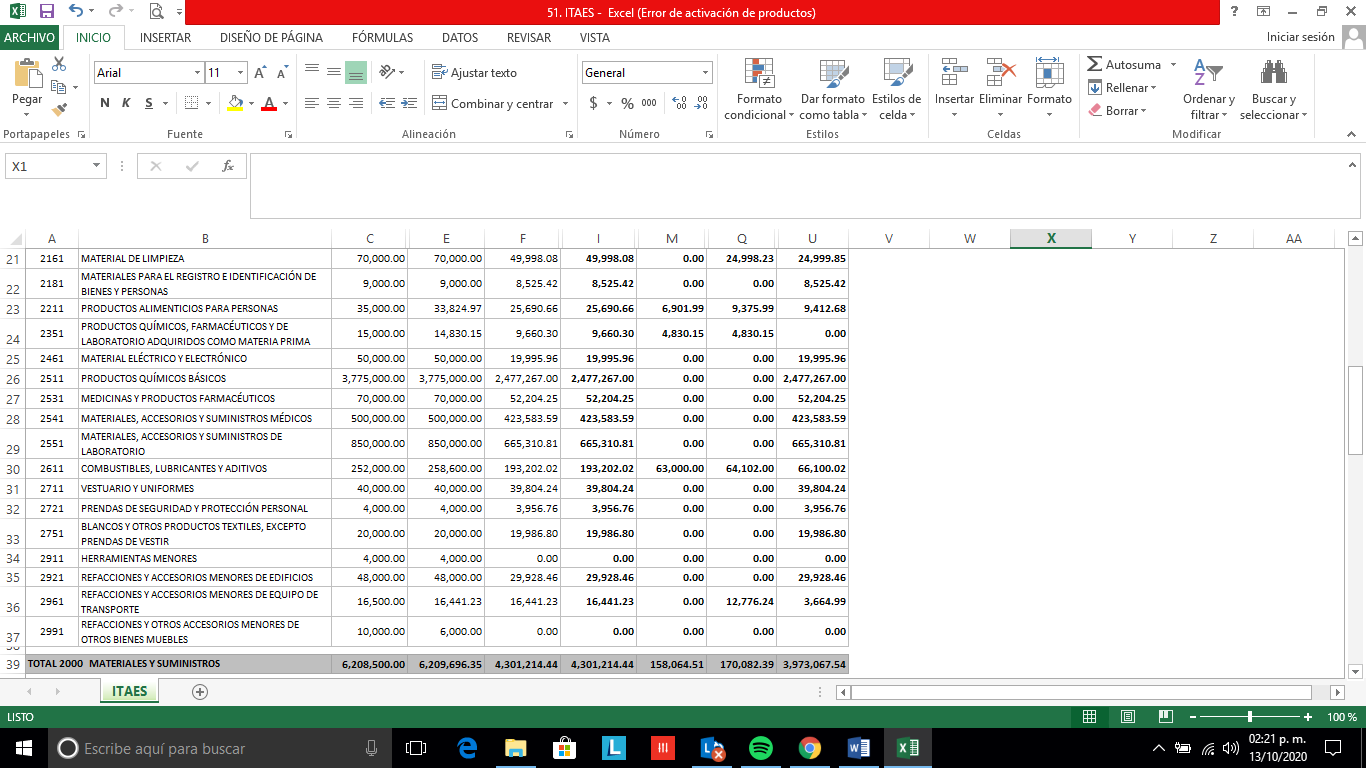 51. ITAES - Excel (Error de activación de productos)
ARCHIVO INICIO INSERTAR DISEÑO DE PÁGINA FÓRMULAS DATOS REVISAR VISTA Iniciar sesión
Pegar
Portapapeles
Arial 11
N K S
Fuente
Ajustar texto
Combinar y centrar
Alineación
General
$ % 000
Número
Formato condicional
Dar formato como tabla
Estilos de celda
Estilos
Insertar Eliminar Formato
Celdas
Autosuma
Rellenar
Borrar
Ordenar y filtrar
Buscar y seleccionar
Modificar
X1
fx
A B C E F I M Q U V W X Y Z AA
21 2161 MATERIAL DE LIMPIEZA 70,000.00 70,000.00 49,998.08 49,998.08 0.00 24,998.23 24,999.85
22 2181 MATERIALES PARA EL REGISTRO E IDENTIFICACIÓN DE
BIENES Y PERSONAS 9,000.00 9,000.00 8,525.42 8,525.42 0.00 0.00 8,525.42
23 2211 PRODUCTOS ALIMENTICIOS PARA PERSONAS 35,000.00 33,824.97 25,690.66 25,690.66 6,901.99 9,375.99 9,412.68
24 2351 PRODUCTOS QUÍMICOS, FARMACÉUTICOS Y DE
LABORATORIO ADQUIRIDOS COMO MATERIA PRIMA 15,000.00 14,830.15 9,660.30 9,660.30 4,830.15 4,830.15 0.00
25 2461 MATERIAL ELÉCTRICO Y ELECTRÓNICO 50,000.00 50,000.00 19,995.96 19,995.96 0.00 0.00 19,995.96
26 2511 PRODUCTOS QUÍMICOS BÁSICOS 3,775,000.00 3,775,000.00 2,477,267.00 2,477,267.00 0.00 0.00 2,477,267.00
27 2531 MEDICINAS Y PRODUCTOS FARMACÉUTICOS 70,000.00 70,000.00 52,204.25 52,204.25 0.00 0.00 52,204.25
28 2541 MATERIALES, ACCESORIOS Y SUMINISTROS MÉDICOS 500,000.00 500,000.00 423,583.59 423,583.59 0.00 0.00 423,583.59
29 2551 MATERIALES, ACCESORIOS Y SUMINISTROS DE
LABORATORIO 850,000.00 850,000.00 665,310.81 665,310.81 0.00 0.00 665,310.81
30 2611 COMBUSTIBLES, LUBRICANTES Y ADITIVOS 252,000.00 258,600.00 193,202.02 193,202.02 63,000.00 64,102.00 66,100.02
31 2711 VESTUARIO Y UNIFORMES 40,000.00 40,000.00 39,804.24 39,804.24 0.00 0.00 39,804.24
32 2721 PRENDAS DE SEGURIDAD Y PROTECCIÓN PERSONAL 4,000.00 4,000.00 3,956.76 3,956.76 0.00 0.00 3,956.76
33 2751 BLANCOS Y OTROS PRODUCTOS TEXTILES, EXCEPTO
PRENDAS DE VESTIR 20,000.00 20,000.00 19,986.80 19,986.80 0.00 0.00 19,986.80
34 2911 HERRAMIENTAS MENORES 4,000.00 4,000.00 0.00 0.00 0.00 0.00 0.00
35 2921 REFACCIONES Y ACCESORIOS MENORES DE EDIFICIOS 48,000.00 48,000.00 29,928.46 29,928.46 0.00 0.00 29,928.46
36 2961 REFACCIONES Y ACCESORIOS MENORES DE EQUIPO DE
TRANSPORTE 16,500.00 16,441.23 16,441.23 16,441.23 0.00 12,776.24 3,664.99
37 2991 REFACCIONES Y OTROS ACCESORIOS MENORES DE
OTROS BIENES MUEBLES 10,000.00 6,000.00 0.00 0.00 0.00 0.00 0.00
39 TOTAL 2000 MATERIALES Y SUMINISTROS 6,208,500.00 6,209,696.35 4,301,214.44 4,301,214.44 158,064.51 170,082.39 3,973,067.54
ITAES
LISTO 100 %
Escribe aquí para buscar
02:21 p. m.
13/10/2020